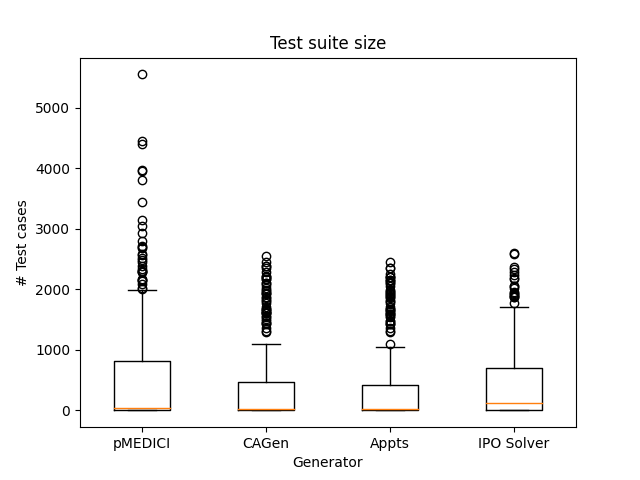 Test suite size
# Test cases
5000
4000
3000
2000
1000
0
pMEDICI
CAGen
Appts
IPO Solver
Generator